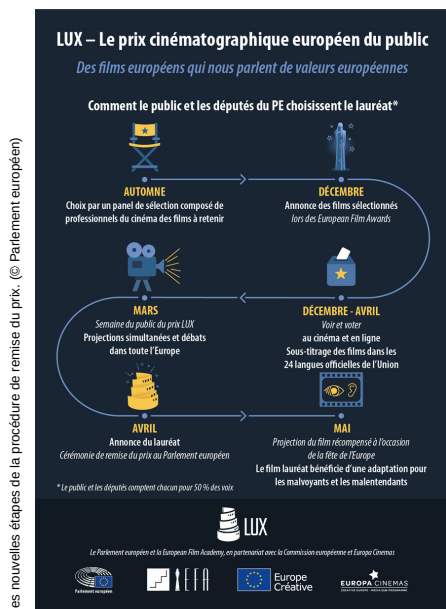 LUX – Le prix cinématographique européen du public
Des films européens qui nous parlent de valeurs européennes
Comment le public et les députés du PE choisissent le lauréat*
AUTOMNE
Choix par un panel de sélection composé de
professionnels du cinéma des films à retenir
DÉCEMBRE
Annonce des films sélectionnés
lors des European Film Awards
MARS
Semaine du public du prix LUX
Projections simultanées et débats
dans toute l'Europe
DÉCEMBRE - AVRIL
Voir et voter
au cinéma et en ligne
Sous-titrage des films dans les
24 langues officielles de l'Union
AVRIL
Annonce du lauréat
Cérémonie de remise du prix au Parlement européen
MAI
Projection du film récompensé à l'occasion
de la fête de l'Europe
Le film lauréat bénéficie d'une adaptation pour
les malvoyants et les malentendants
* Le public et les députés comptent chacun pour 50 % des voix
LUX
Le Parlement européen et la European Film Academy, en partenariat avec la Commission européenne et Europa Cinemas
Parlement européen
EFA
Europe
Créative
EUROPA CINEMAS
CREATIVE EUROPE - MEDIA SUB-PROGRAMME
es nouvelles étapes de la procédure de remise du prix. (© Parlement européen)